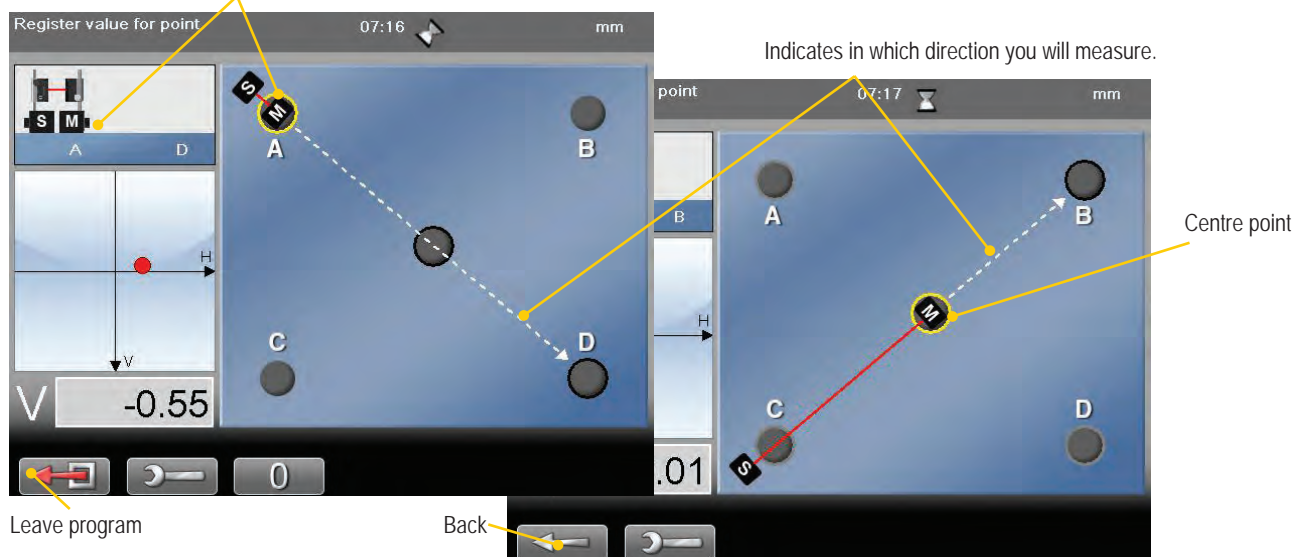 Register value for point
07:16
mm
S M
A D
H
V
V -0.55
S
M
A
B
C
D
0
Leave program
Indicates in which direction you will measure.
point
07:17
mm
B
H
.01
A
B
M
C
D
S
Centre point
Back